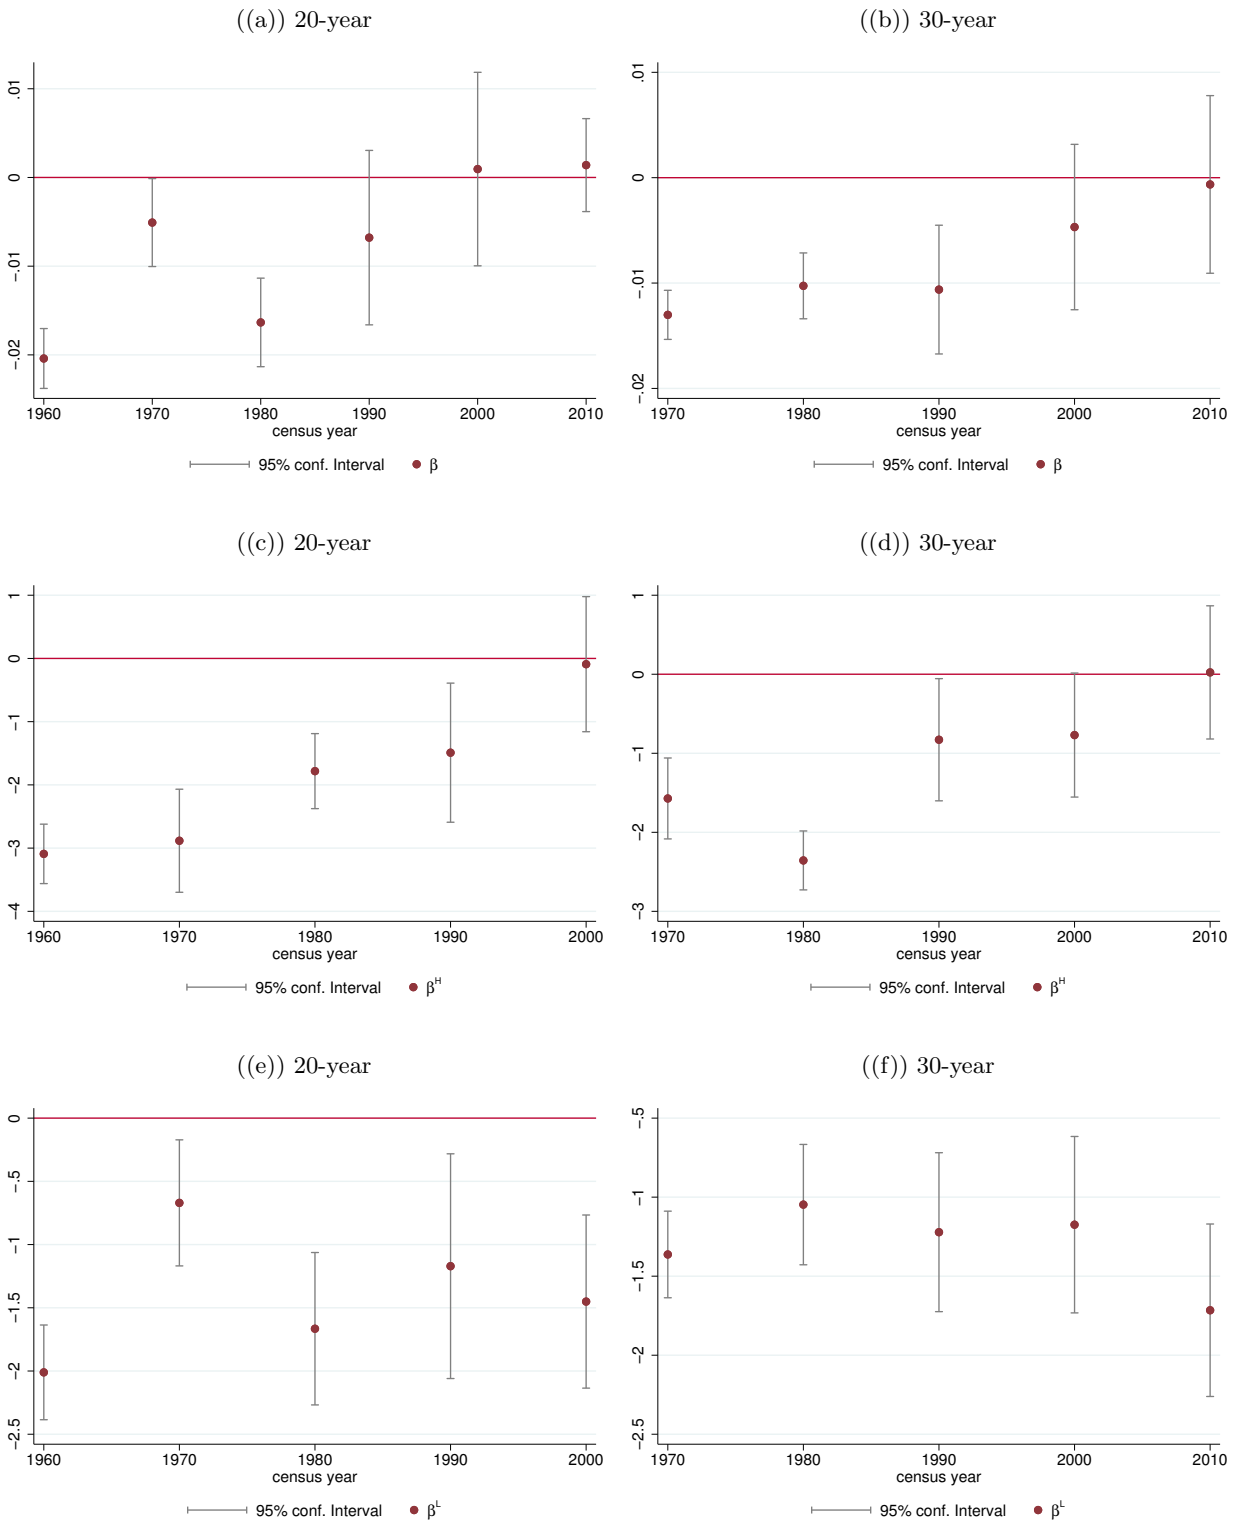 ((a)) 20-year
.01
0
-.01
-.02
1960 1970 1980 1990 2000 2010
census year
95% conf. Interval β
((b)) 30-year
.01
0
-.01
-.02
1970 1980 1990 2000 2010
census year
95% conf. Interval β
((c)) 20-year
1
0
-1
-2
-3
-4
1960 1970 1980 1990 2000
census year
95% conf. Interval β^H
((d)) 30-year
1
0
-1
-2
-3
1970 1980 1990 2000 2010
census year
95% conf. Interval β^H
((e)) 20-year
0
-.5
-1
-1.5
-2
-2.5
1960 1970 1980 1990 2000
census year
95% conf. Interval β^L
((f)) 30-year
-.5
-1
-1.5
-2
-2.5
1970 1980 1990 2000 2010
census year
95% conf. Interval β^L